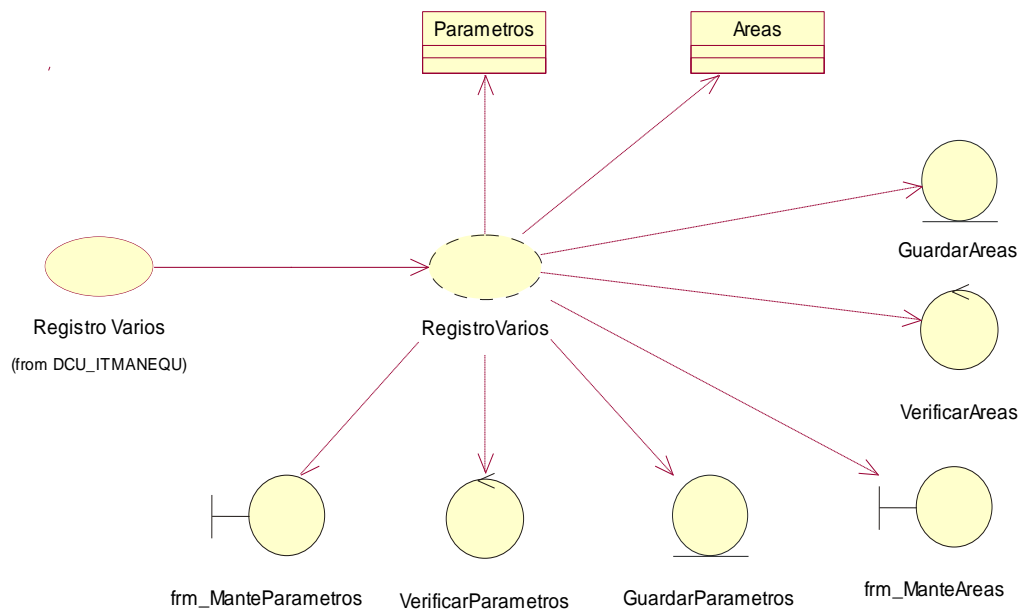 Parametros
Areas
GuardarAreas
Registro Varios
(from DCU_ITMANEQU)
RegistroVarios
VerificarAreas
frm_ManteParametros
VerificarParametros
GuardarParametros
frm_ManteAreas